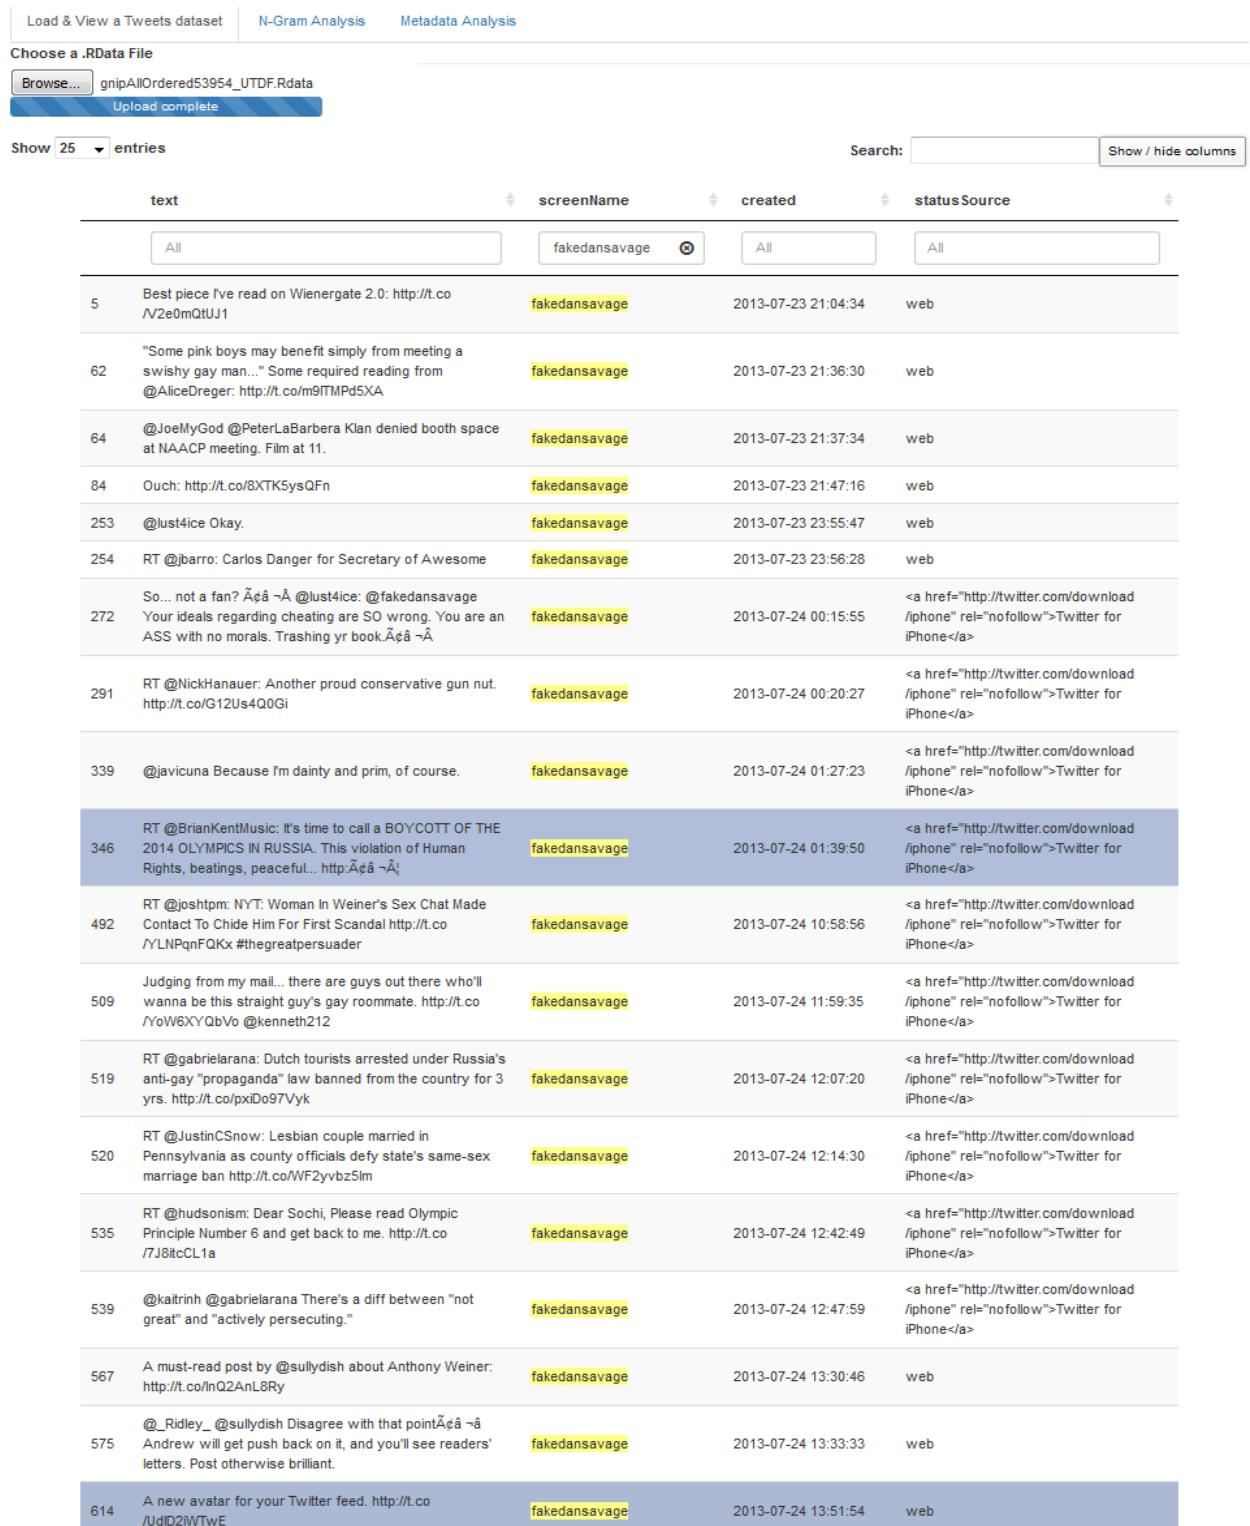 Load & View a Tweets dataset N-Gram Analysis Metadata Analysis
Choose a .RData File
Browse... gnipAllOrdered53954_UTDF.Rdata
Upload complete
Show 25 entries Search: Show / hide columns
text screenName created statusSource
All fakedansavage All All
5 Best piece I've read on Wienergate 2.0: http://t.co
/V2e0mQtUJ1 fakedansavage 2013-07-23 21:04:34 web
"Some pink boys may benefit simply from meeting a
62 swishy gay man..." Some required reading from fakedansavage 2013-07-23 21:36:30 web
@AliceDreger: http://t.co/m9lTMPd5XA
64 @JoeMyGod @PeterLaBarbera Klan denied booth space fakedansavage 2013-07-23 21:37:34 web
at NAACP meeting. Film at 11.
84 Ouch: http://t.co/8XTK5ysQFn fakedansavage 2013-07-23 21:47:16 web
253 @lust4ice Okay. fakedansavage 2013-07-23 23:55:47 web
254 RT @jbarro: Carlos Danger for Secretary of Awesome fakedansavage 2013-07-23 23:56:28 web
So... not a fan? Ã¢â ¬Å @lust4ice: @fakedansavage <a href="http://twitter.com/download
272 Your ideals regarding cheating are SO wrong. You are an fakedansavage 2013-07-24 00:15:55 /iphone" rel="nofollow">Twitter for
ASS with no morals. Trashing yr book.Ã¢â ¬Â iPhone</a>
<a href="http://twitter.com/download
291 RT @NickHanauer: Another proud conservative gun nut. fakedansavage 2013-07-24 00:20:27 /iphone" rel="nofollow">Twitter for
http://t.co/G12Us4Q0Gi iPhone</a>
<a href="http://twitter.com/download
339 @javicuna Because I'm dainty and prim, of course. fakedansavage 2013-07-24 01:27:23 /iphone" rel="nofollow">Twitter for
iPhone</a>
RT @BrianKentMusic: It's time to call a BOYCOTT OF THE <a href="http://twitter.com/download
346 2014 OLYMPICS IN RUSSIA. This violation of Human fakedansavage 2013-07-24 01:39:50 /iphone" rel="nofollow">Twitter for
Rights, beatings, peaceful... http:Ã¢â ¬Â¦ iPhone</a>
RT @joshtpm: NYT: Woman In Weiner's Sex Chat Made <a href="http://twitter.com/download
492 Contact To Chide Him For First Scandal http://t.co fakedansavage 2013-07-24 10:58:56 /iphone" rel="nofollow">Twitter for
/YLNPqnFQKx #thegreatpersuader iPhone</a>
Judging from my mail... there are guys out there who'll <a href="http://twitter.com/download
509 wanna be this straight guy's gay roommate. http://t.co fakedansavage 2013-07-24 11:59:35 /iphone" rel="nofollow">Twitter for
/YoW6XYQbVo @kenneth212 iPhone</a>
RT @gabrielarana: Dutch tourists arrested under Russia's <a href="http://twitter.com/download
519 anti-gay "propaganda" law banned from the country for 3 fakedansavage 2013-07-24 12:07:20 /iphone" rel="nofollow">Twitter for
yrs. http://t.co/pxiDo97Vyk iPhone</a>
RT @JustinCSnow: Lesbian couple married in <a href="http://twitter.com/download
520 Pennsylvania as county officials defy state's same-sex fakedansavage 2013-07-24 12:14:30 /iphone" rel="nofollow">Twitter for
marriage ban http://t.co/WF2yvbz5lm iPhone</a>
RT @hudsonism: Dear Sochi, Please read Olympic <a href="http://twitter.com/download
535 Principle Number 6 and get back to me. http://t.co fakedansavage 2013-07-24 12:42:49 /iphone" rel="nofollow">Twitter for
/7J8itcCL1a iPhone</a>
<a href="http://twitter.com/download
539 @kaitrinh @gabrielarana There's a diff between "not fakedansavage 2013-07-24 12:47:59 /iphone" rel="nofollow">Twitter for
great" and "actively persecuting." iPhone</a>
567 A must-read post by @sullydish about Anthony Weiner: fakedansavage 2013-07-24 13:30:46 web
http://t.co/lnQ2AnL8Ry
@_Ridley_ @sullydish Disagree with that pointÃ¢â ¬â
575 Andrew will get push back on it, and you'll see readers' fakedansavage 2013-07-24 13:33:33 web
letters. Post otherwise brilliant.
614 A new avatar for your Twitter feed. http://t.co fakedansavage 2013-07-24 13:51:54 web
/UdlD2iWTwE